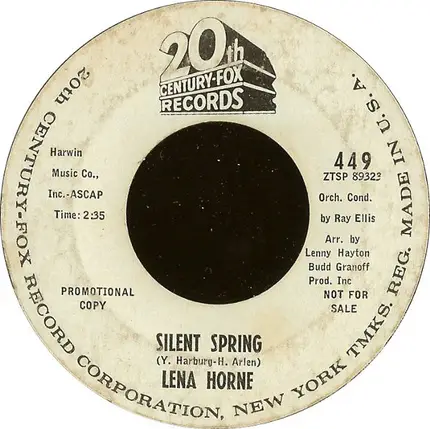 20th
CENTURY-FOX
RECORDS
Harwin
Music Co.,
Inc.-ASCAP
Time: 2:35
449
ZTSP 89323
Orch. Cond.
by Ray Ellis
Arr. by
Lenny Hayton
Budd Granoff
Prod. Inc
NOT FOR
SALE
PROMOTIONAL
COPY
SILENT SPRING
(Y. Harburg-H. Arlen)
LENA HORNE
20th CENTURY-FOX RECORD CORPORATION, NEW YORK TMKS. REG. MADE IN U.S.A.